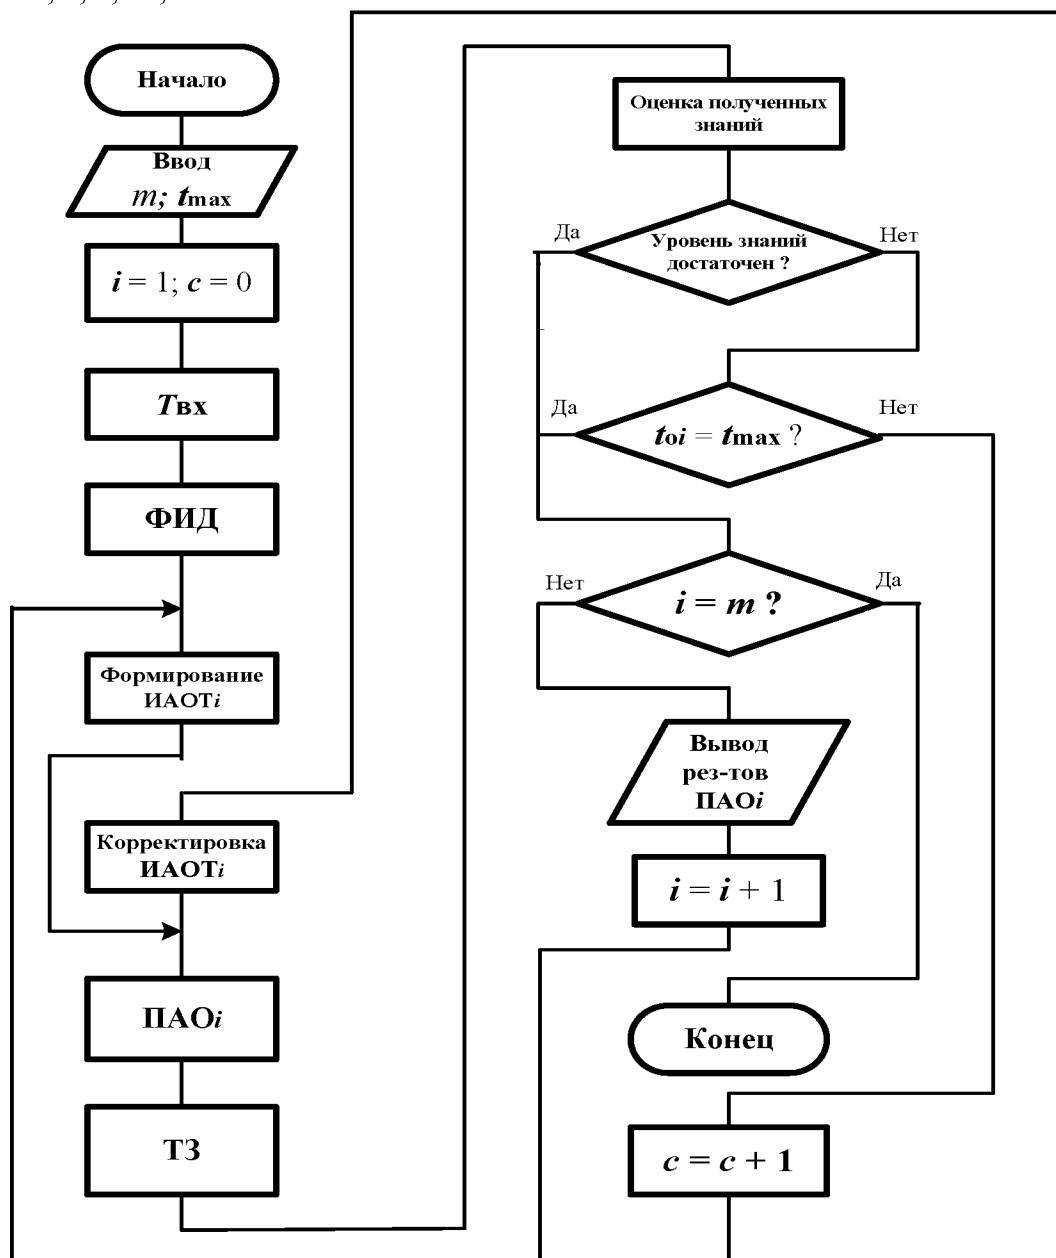 Начало
Ввод
m; tmax
i = 1; c = 0
Tвх
ФИД
Формирование
ИАОТi
Корректировка
ИАОТi
ПАОi
ТЗ
Оценка полученных
знаний
Да
Нет
Уровень знаний
достаточен ?
Да
Нет
toi = tmax ?
Нет
Да
i = m ?
Вывод
рез-тов
ПАОi
i = i + 1
Конец
c = c + 1